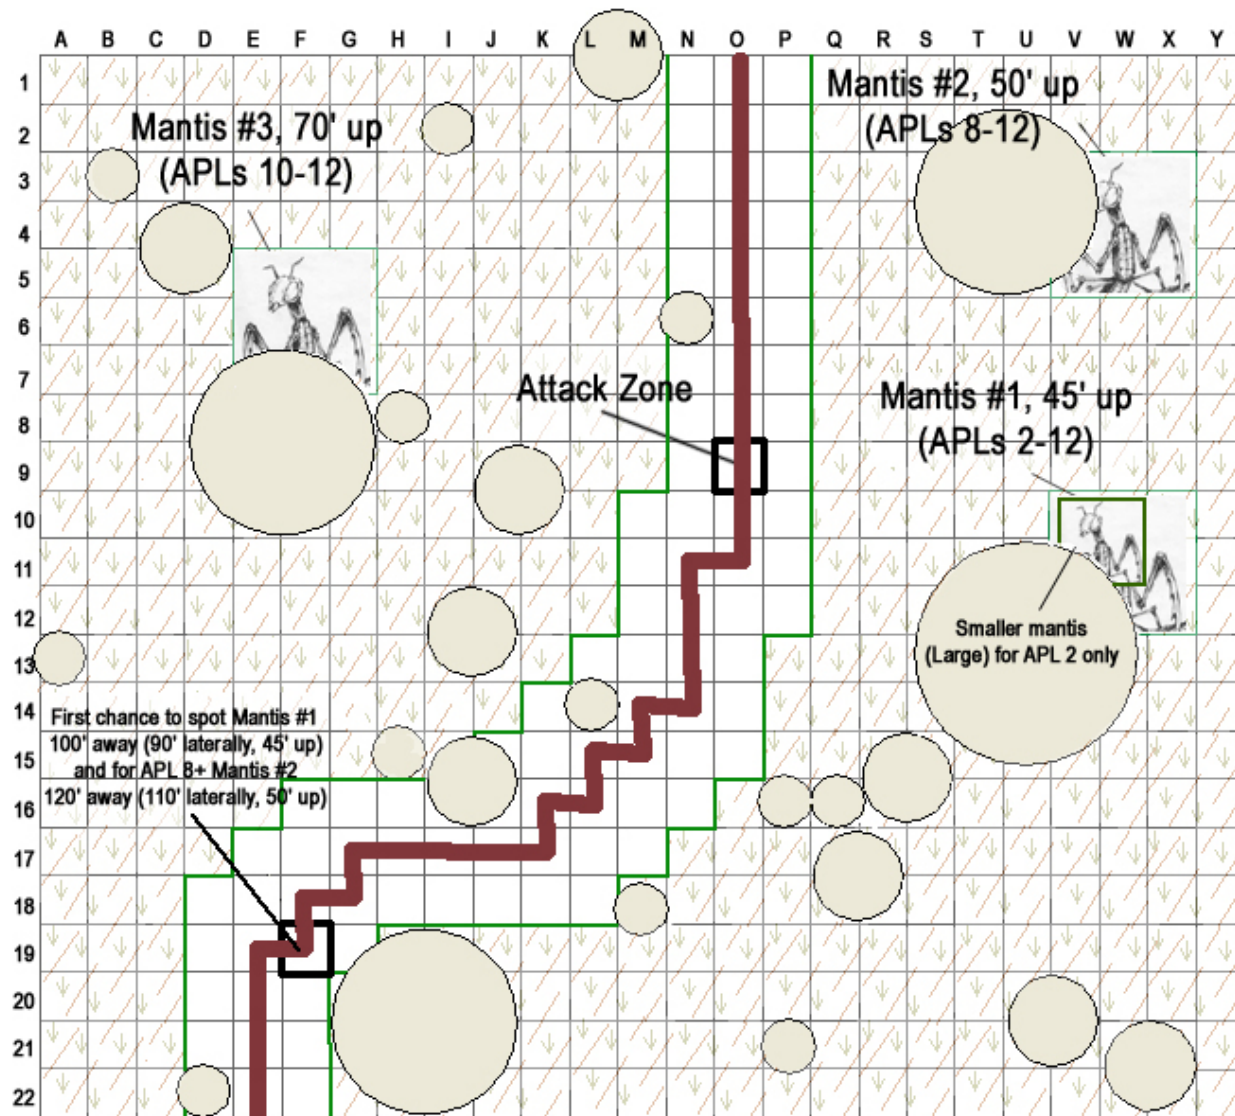 A B C D E F G H I J K L M N O P Q R S T U V W X Y
1
2
3
4
5
6
7
8
9
10
11
12
13
14
15
16
17
18
19
20
21
22
Mantis #2, 50' up
(APLs 8-12)
Mantis #3, 70' up
(APLs 10-12)
Attack Zone
Mantis #1, 45' up
(APLs 2-12)
Smaller mantis
(Large) for APL 2 only
First chance to spot Mantis #1
100' away (90' laterally, 45' up)
and for APL 8+ Mantis #2
120' away (110' laterally, 50' up)